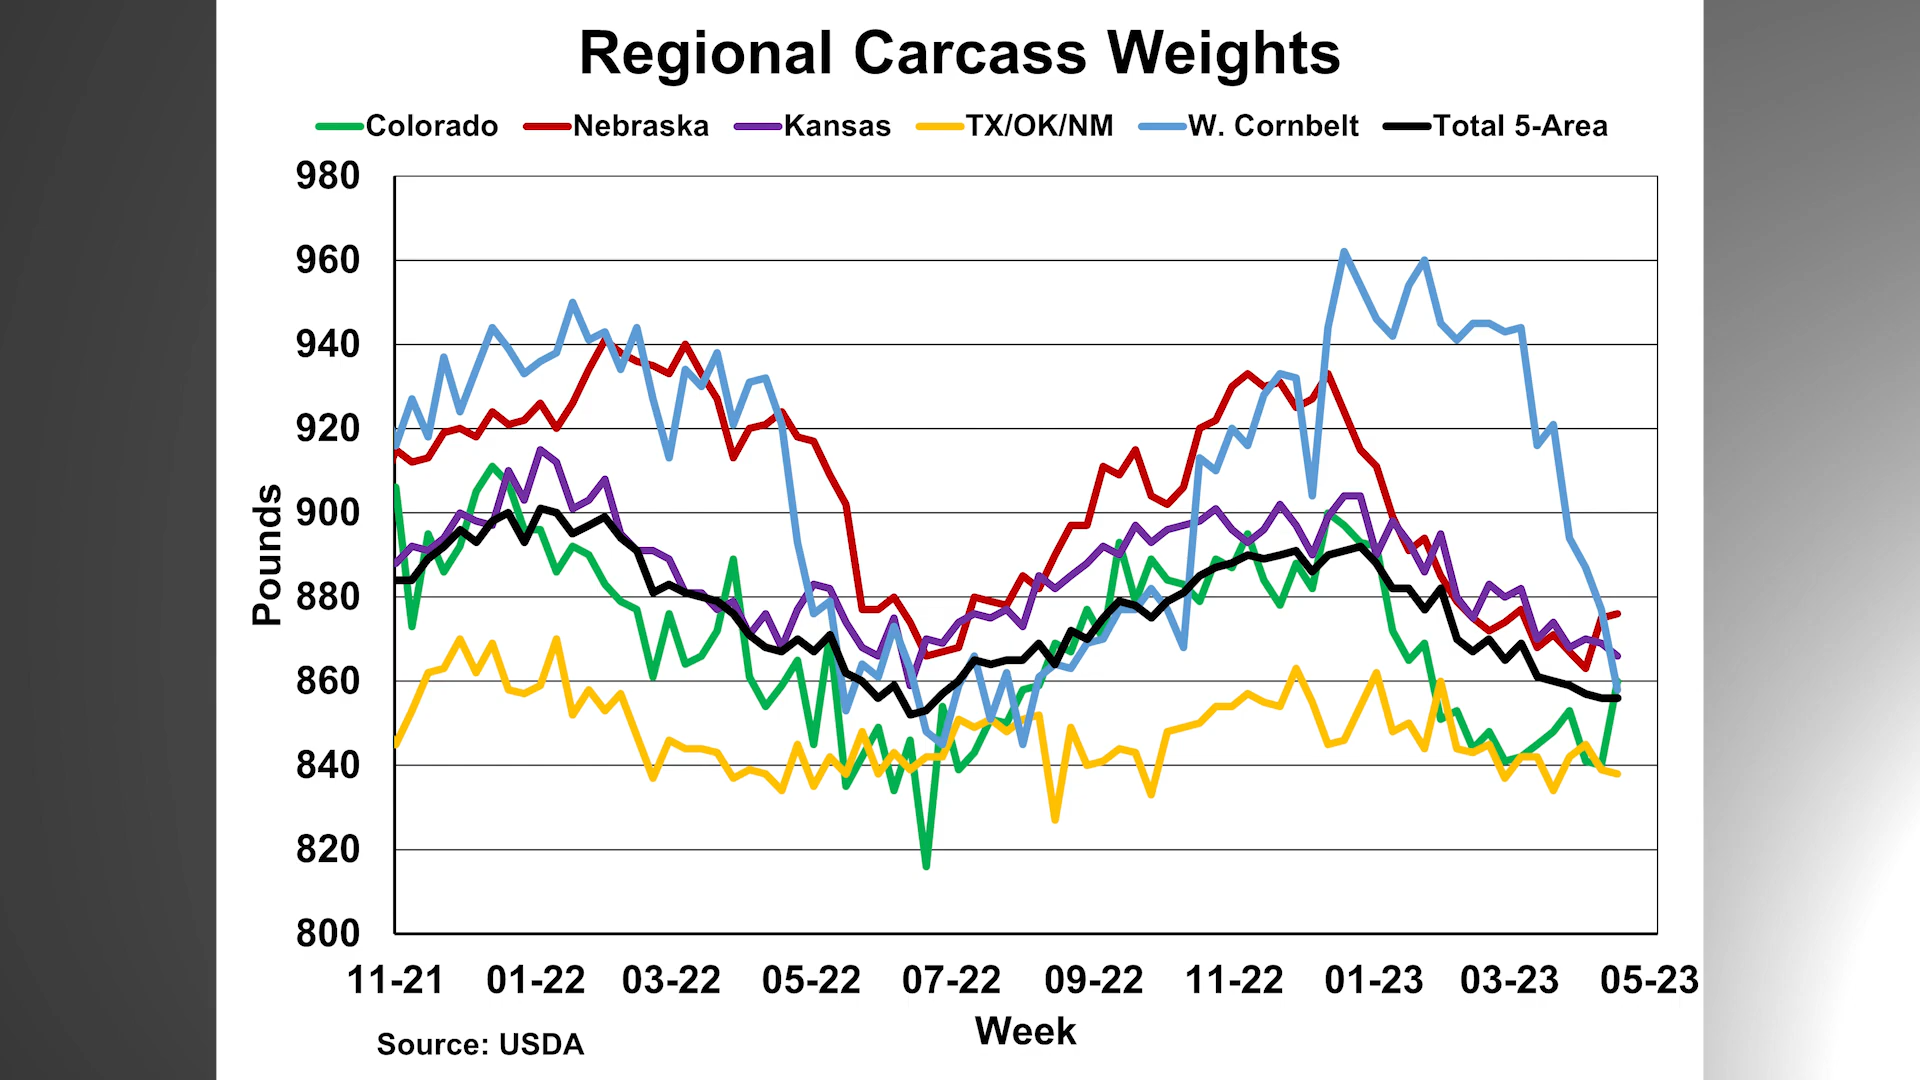 Regional Carcass Weights
Colorado Nebraska Kansas TX/OK/NM W. Cornbelt Total 5-Area
980
960
940
920
900
880
860
840
820
800
Pounds
11-21 01-22 03-22 05-22 07-22 09-22 11-22 01-23 03-23 05-23
Week
Source: USDA